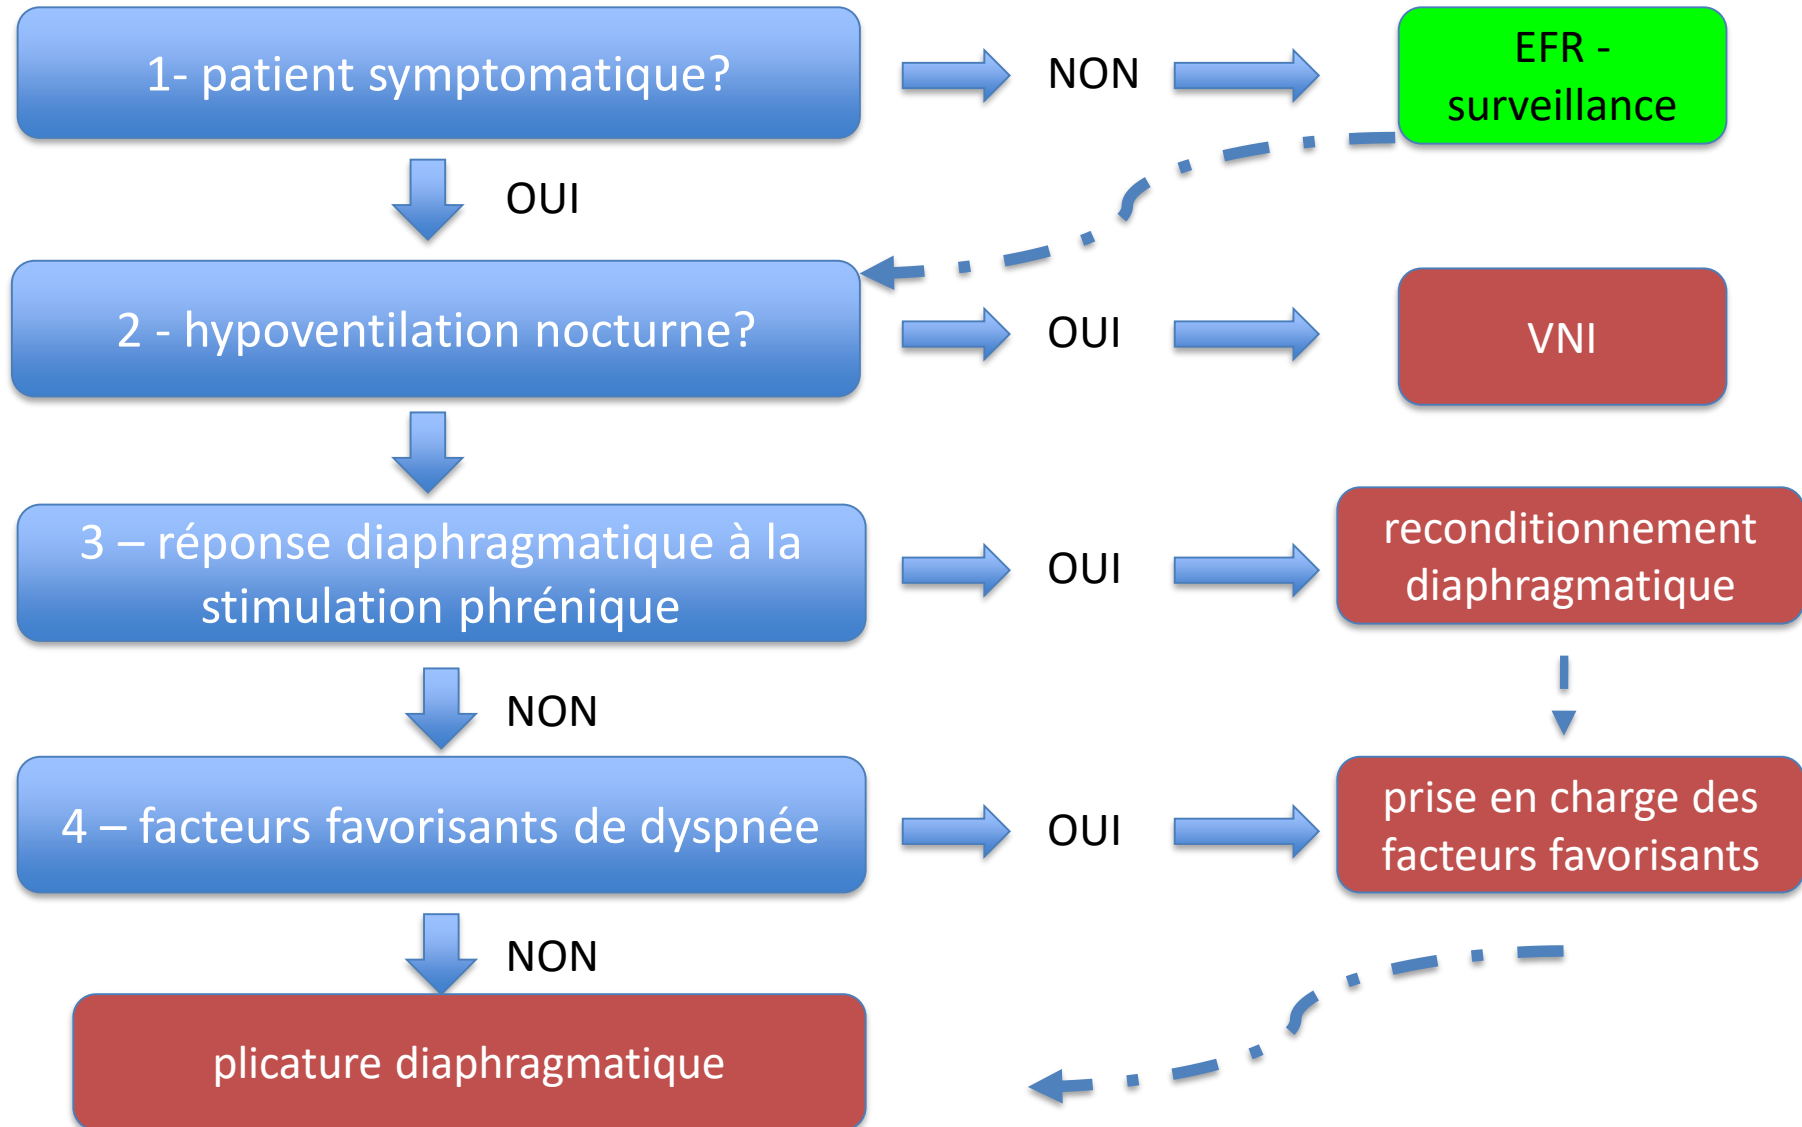 1- patient symptomatique?
NON
EFR -
surveillance
OUI
2 - hypoventilation nocturne?
OUI
VNI
3 – réponse diaphragmatique à la
stimulation phrénique
OUI
reconditionnement
diaphragmatique
NON
4 – facteurs favorisants de dyspnée
OUI
prise en charge des
facteurs favorisants
NON
plicature diaphragmatique